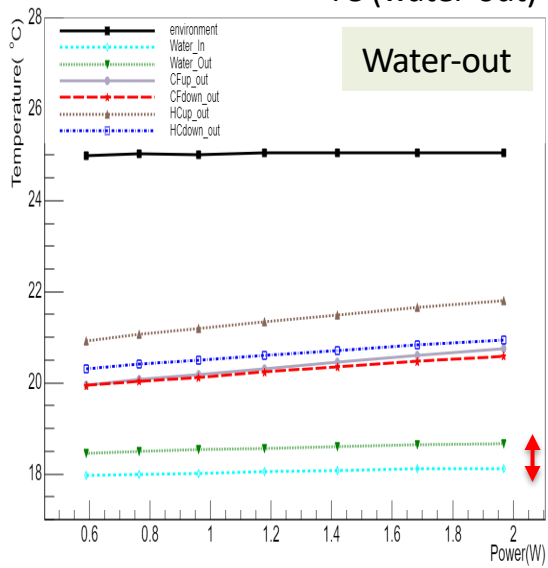 28
26
24
22
20
18
Temperature( °C)
environment
Water_In
Water_Out
CFup_out
CFdown_out
HCup_out
HCdown_out
Water-out
0.6 0.8 1 1.2 1.4 1.6 1.8 2
Power(W)